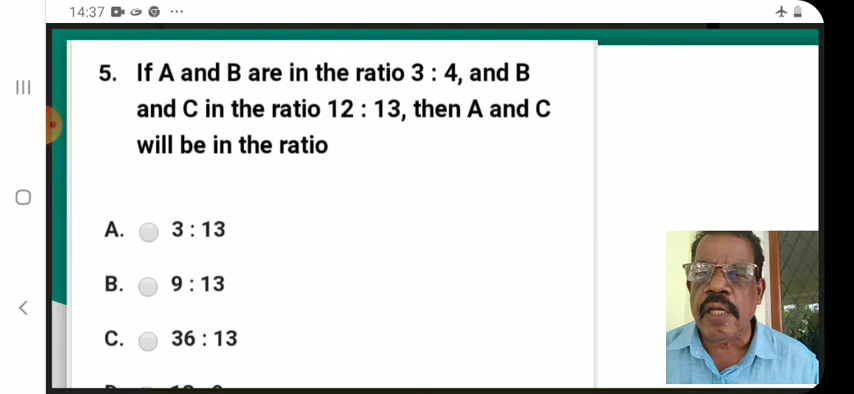 14:37
5. If A and B are in the ratio 3 : 4, and B
and C in the ratio 12 : 13, then A and C
will be in the ratio
A. 3 : 13
B. 9 : 13
C. 36 : 13